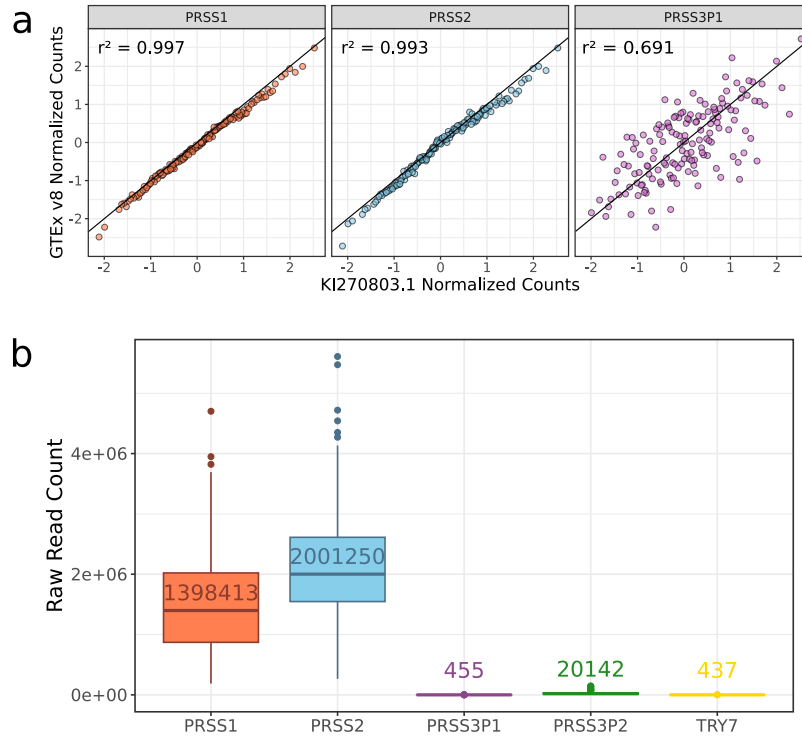 a
PRSS1 PRSS2 PRSS3P1
r² = 0.997 r² = 0.993 r² = 0.691
GTEx v8 Normalized Counts
2
1
0
-1
-2
-2 -1 0 1 2 -2 -1 0 1 2 -2 -1 0 1 2
KI270803.1 Normalized Counts
b
Raw Read Count
4e+06
2e+06
0e+00
1398413 2001250 455 20142 437
PRSS1 PRSS2 PRSS3P1 PRSS3P2 TRY7